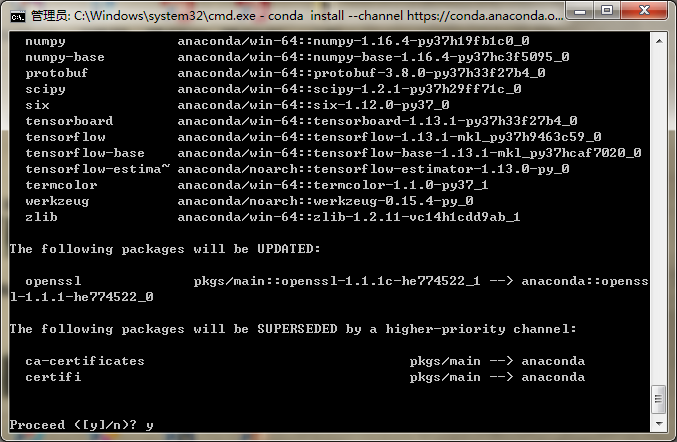 管理员: C:\Windows\system32\cmd.exe - conda  install --channel https://conda.anaconda.o...
numpy                anaconda/win-64::numpy-1.16.4-py37h19fb1c0_0
numpy-base           anaconda/win-64::numpy-base-1.16.4-py37hc3f5095_0
protobuf             anaconda/win-64::protobuf-3.8.0-py37h33f27b4_0
scipy                anaconda/win-64::scipy-1.2.1-py37h29ff71c_0
six                  anaconda/win-64::six-1.12.0-py37_0
tensorboard          anaconda/win-64::tensorboard-1.13.1-py37h33f27b4_0
tensorflow           anaconda/win-64::tensorflow-1.13.1-mkl_py37h9463c59_0
tensorflow-base      anaconda/win-64::tensorflow-base-1.13.1-mkl_py37hcaf7020_0
tensorflow-estima~ anaconda/noarch::tensorflow-estimator-1.13.0-py_0
termcolor            anaconda/win-64::termcolor-1.1.0-py37_1
werkzeug             anaconda/noarch::werkzeug-0.15.4-py_0
zlib                 anaconda/win-64::zlib-1.2.11-vc14h1cdd9ab_1
The following packages will be UPDATED:
openssl              pkgs/main::openssl-1.1.1c-he774522_1 --> anaconda::openss
l-1.1.1-he774522_0
The following packages will be SUPERSEDED by a higher-priority channel:
ca-certificates                                 pkgs/main --> anaconda
certifi                                         pkgs/main --> anaconda
Proceed ([y]/n)? y